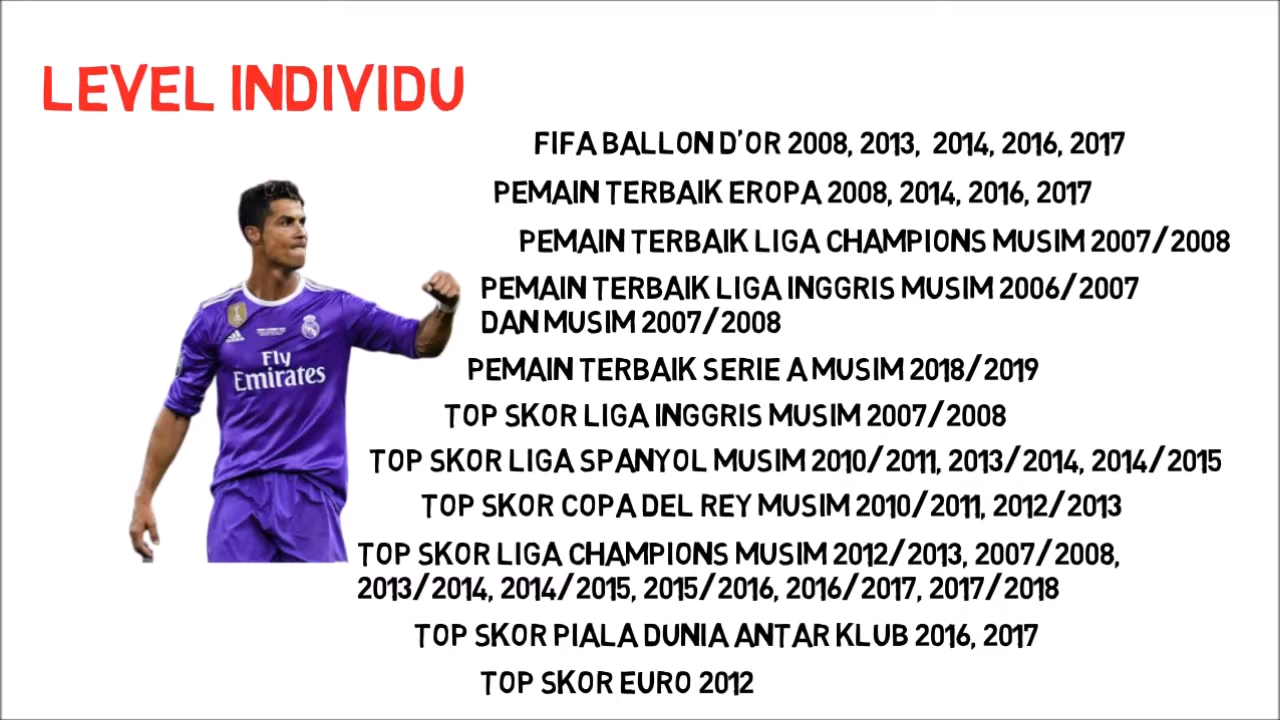 LEVEL INDIVIDU
FIFA BALLON D'OR 2008, 2013, 2014, 2016, 2017
PEMAIN TERBAIK EROPA 2008, 2014, 2016, 2017
PEMAIN TERBAIK LIGA CHAMPIONS MUSIM 2007/2008
PEMAIN TERBAIK LIGA INGGRIS MUSIM 2006/2007
DAN MUSIM 2007/2008
PEMAIN TERBAIK SERIE A MUSIM 2018/2019
TOP SKOR LIGA INGGRIS MUSIM 2007/2008
TOP SKOR LIGA SPANYOL MUSIM 2010/2011, 2013/2014, 2014/2015
TOP SKOR COPA DEL REY MUSIM 2010/2011, 2012/2013
TOP SKOR LIGA CHAMPIONS MUSIM 2012/2013, 2007/2008,
2013/2014, 2014/2015, 2015/2016, 2016/2017, 2017/2018
TOP SKOR PIALA DUNIA ANTAR KLUB 2016, 2017
TOP SKOR EURO 2012
Fly
Emirates